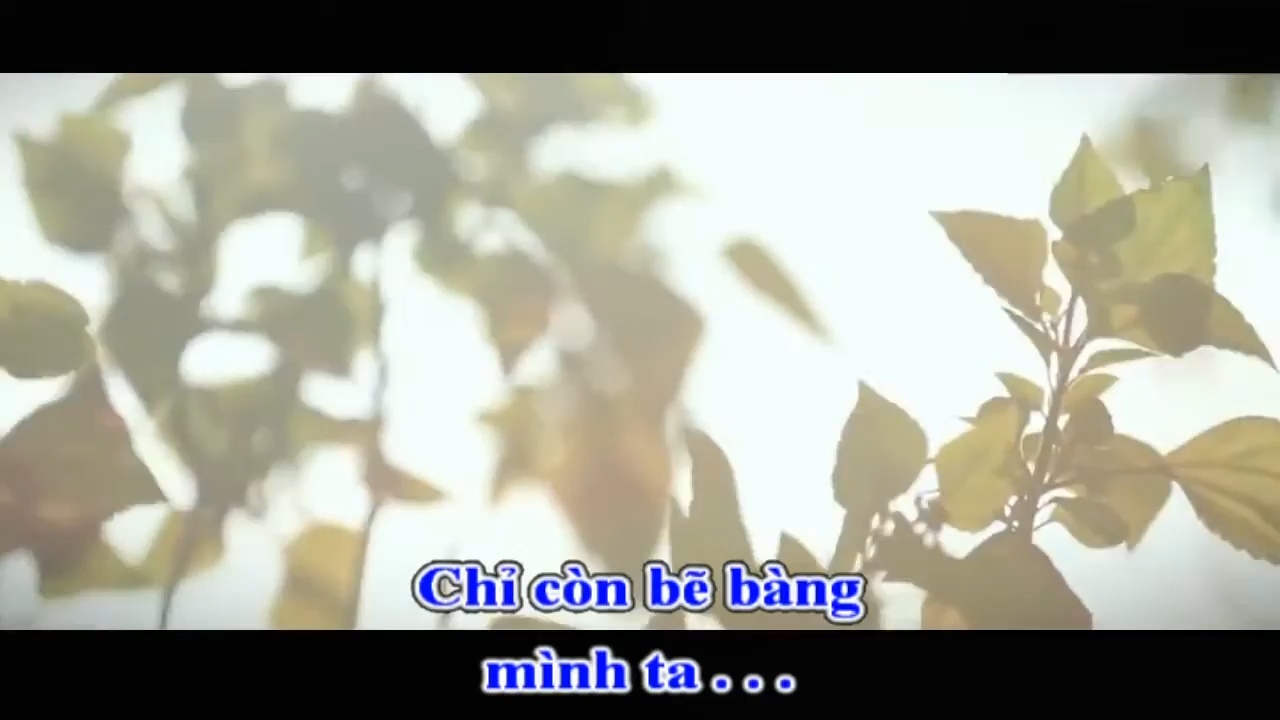 Chỉ còn bẽ bàng
mình ta . . .